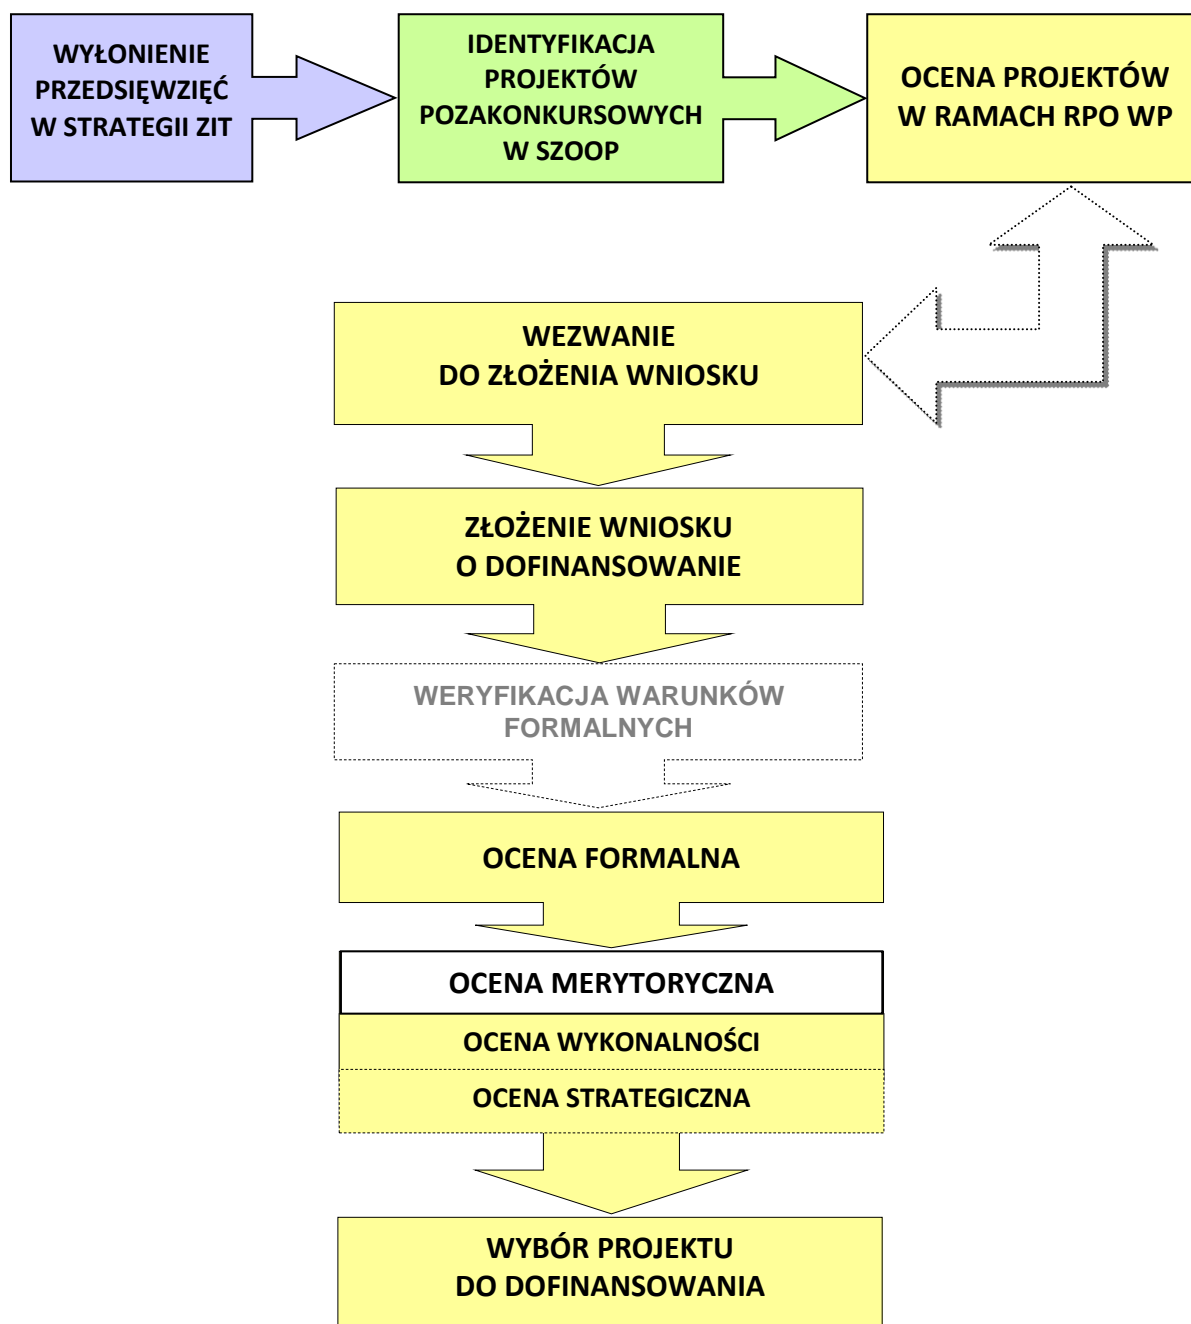 WYŁONIENIE
PRZEDSIĘWZIĘĆ
W STRATEGII ZIT
IDENTYFIKACJA
PROJEKTÓW
POZAKONKURSOWYCH
W SZOOP
OCENA PROJEKTÓW
W RAMACH RPO WP
WEZWANIE
DO ZŁOŻENIA WNIOSKU
ZŁOŻENIE WNIOSKU
O DOFINANSOWANIE
WERYFIKACJA WARUNKÓW
FORMALNYCH
OCENA FORMALNA
OCENA MERYTORYCZNA
OCENA WYKONALNOŚCI
OCENA STRATEGICZNA
WYBÓR PROJEKTU
DO DOFINANSOWANIA